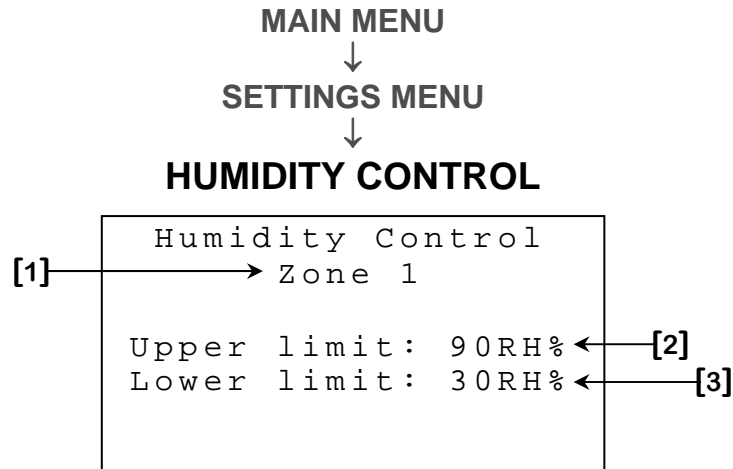 MAIN MENU
↓
SETTINGS MENU
↓
HUMIDITY CONTROL
Humidity Control
[1] Zone 1
Upper limit: 90RH% [2]
Lower limit: 30RH% [3]